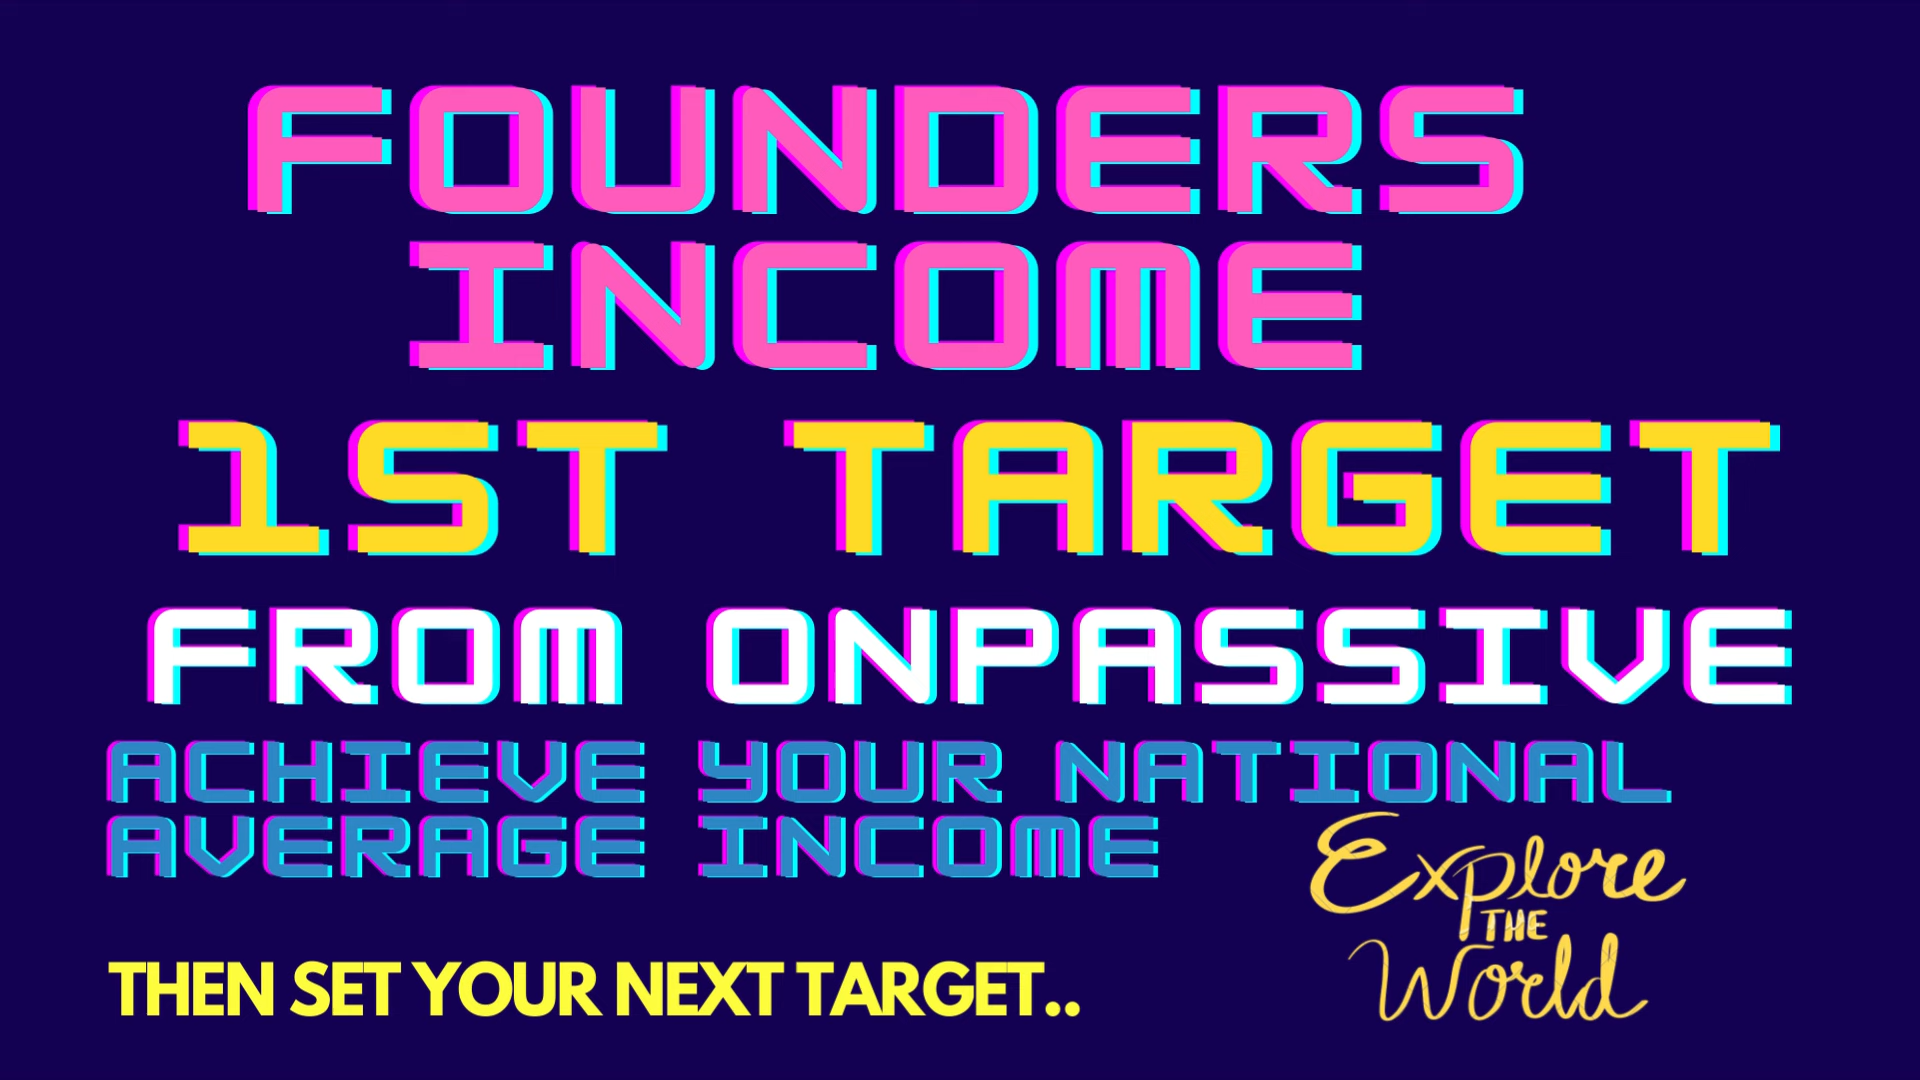 FOUNDERS
INCOME
1ST TARGET
FROM ONPASSIVE
ACHIEVE YOUR NATIONAL
AVERAGE INCOME
Explore
THE
World
THEN SET YOUR NEXT TARGET..